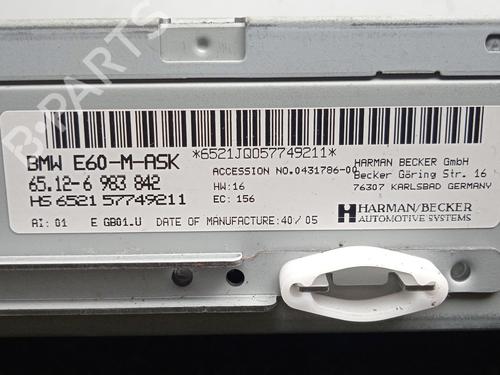 B-PARTS
*6521JQ057749211*
BMW E60-M-ASK
65.12-6 983 842
HS 6521 57749211
ACCESSION NO.0431786-00
HW:16
EC: 156
HARMAN BECKER GmbH
Becker Göring Str. 16
76307 KARLSBAD GERMANY
AI: 01 E GB01.U DATE OF MANUFACTURE:40/05
HARMAN/BECKER
AUTOMOTIVE SYSTEMS